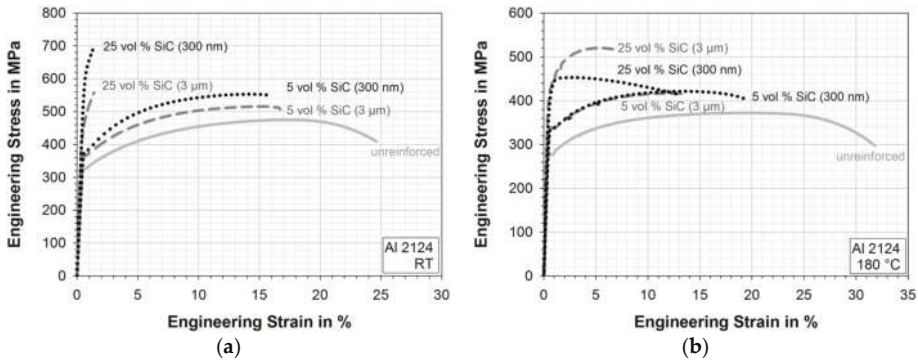 800
700
600
500
400
300
200
100
0
Engineering Stress in MPa
25 vol % SiC (300 nm)
25 vol % SiC (3 µm)
5 vol % SiC (300 nm)
5 vol % SiC (3 µm)
unreinforced
Al 2124
RT
0 5 10 15 20 25 30
Engineering Strain in %
(a)
600
500
400
300
200
100
0
Engineering Stress in MPa
25 vol % SiC (3 µm)
25 vol % SiC (300 nm)
5 vol % SiC (300 nm)
5 vol % SiC (3 µm)
unreinforced
Al 2124
180 °C
0 5 10 15 20 25 30 35
Engineering Strain in %
(b)